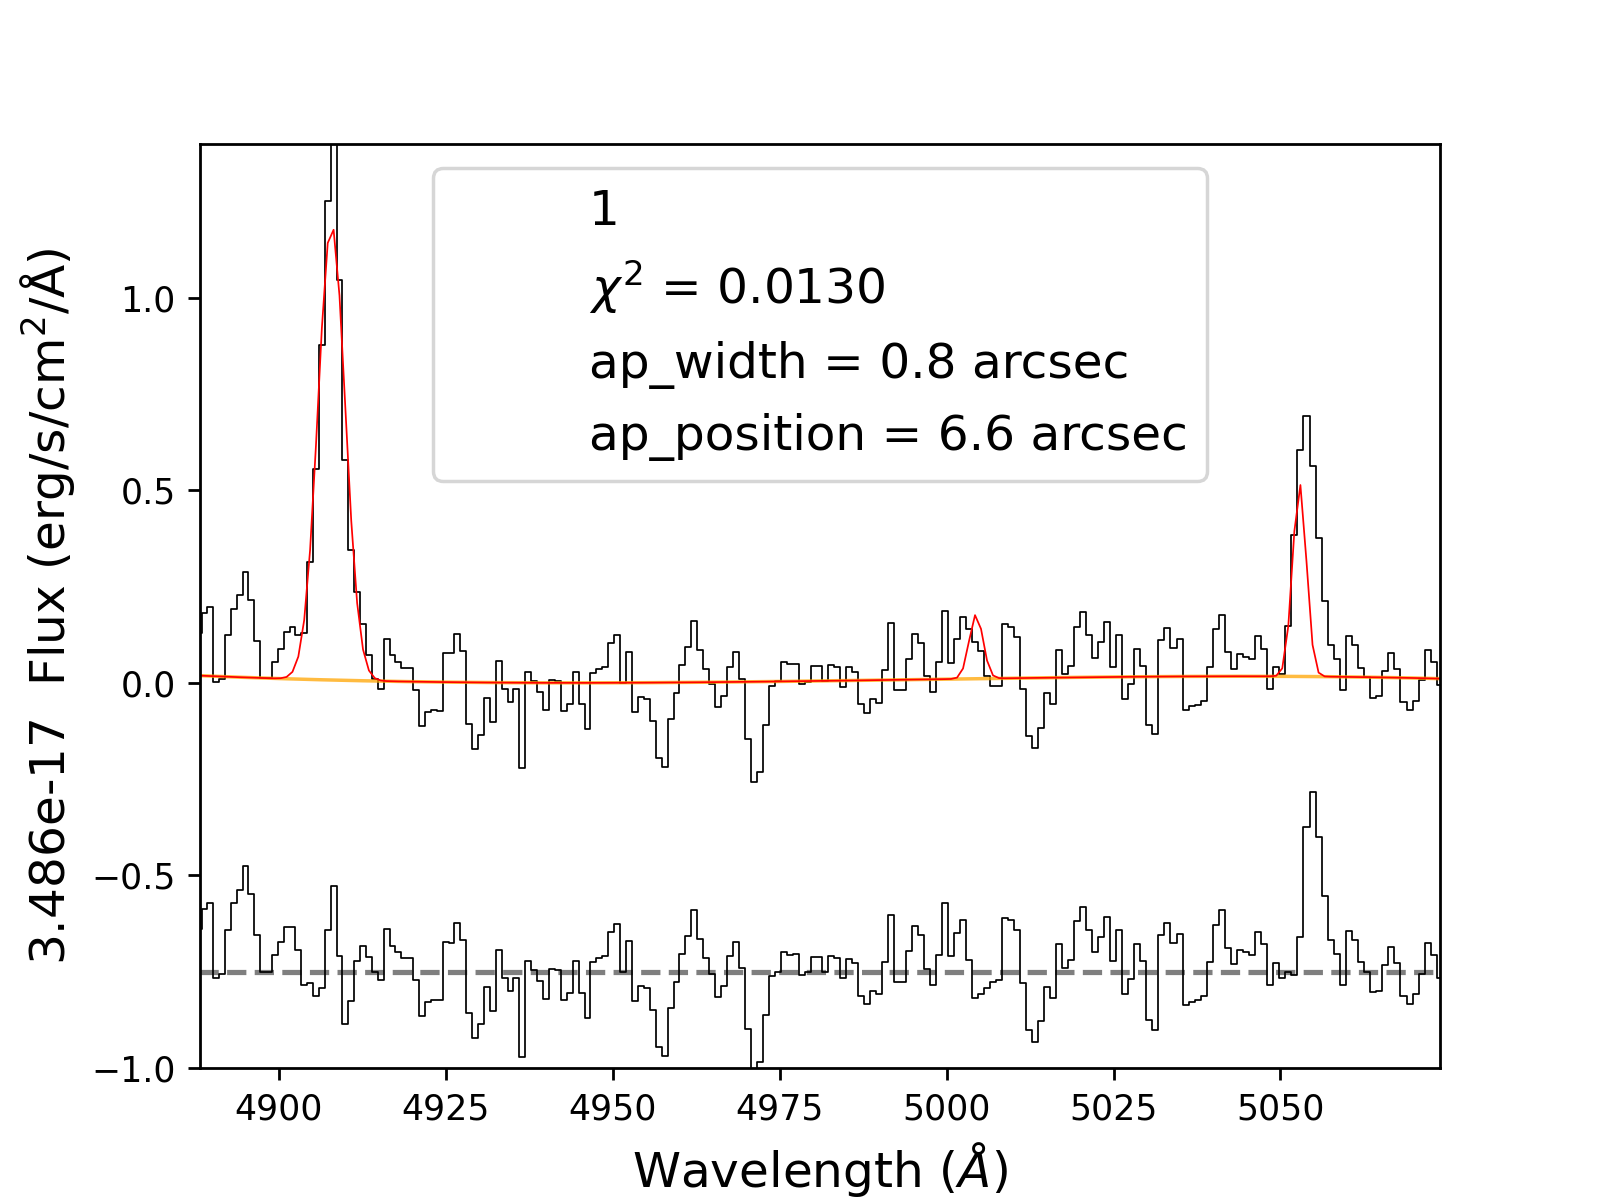 1
χ² = 0.0130
ap_width = 0.8 arcsec
ap_position = 6.6 arcsec
3.486e-17 Flux (erg/s/cm²/Å)
1.0
0.5
0.0
−0.5
−1.0
4900 4925 4950 4975 5000 5025 5050
Wavelength (Å)